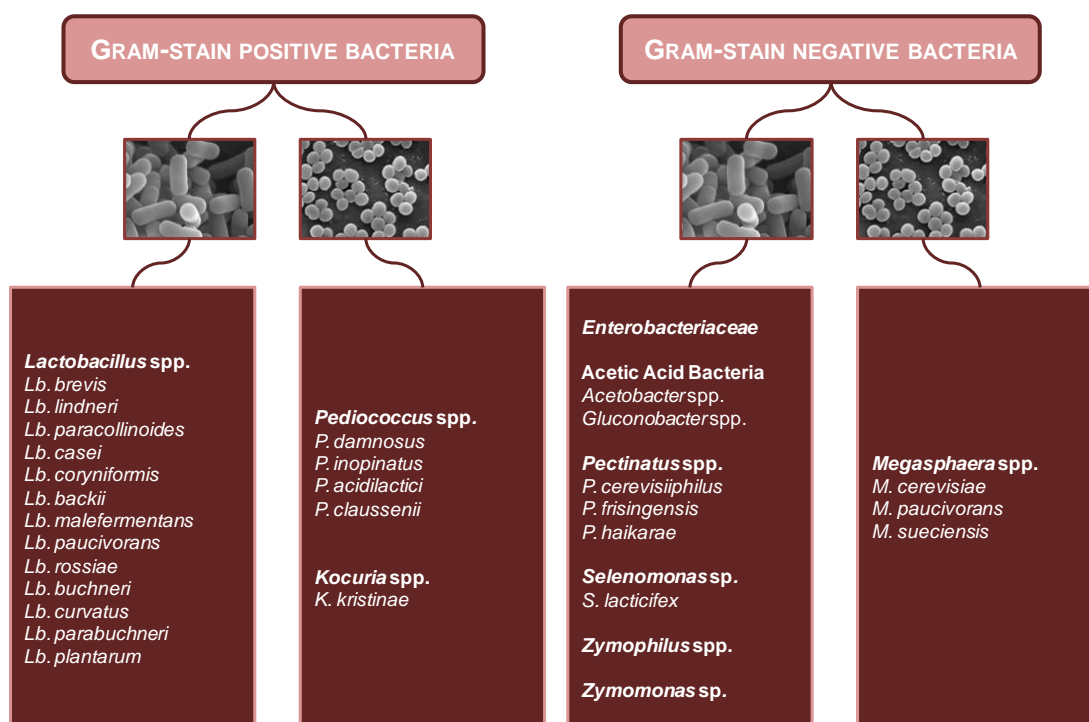 GRAM-STAIN POSITIVE BACTERIA
Lactobacillus spp.
Lb. brevis
Lb. lindneri
Lb. paracollinoides
Lb. casei
Lb. coryniformis
Lb. backii
Lb. malefermentans
Lb. paucivorans
Lb. rossiae
Lb. buchneri
Lb. curvatus
Lb. parabuchneri
Lb. plantarum
Pediococcus spp.
P. damnosus
P. inopinatus
P. acidilactici
P. claussenii
Kocuria spp.
K. kristinae
GRAM-STAIN NEGATIVE BACTERIA
Enterobacteriaceae
Acetic Acid Bacteria
Acetobacter spp.
Gluconobacter spp.
Pectinatus spp.
P. cerevisiiphilus
P. frisingensis
P. haikarae
Selenomonas sp.
S. lacticifex
Zymophilus spp.
Zymomonas sp.
Megasphaera spp.
M. cerevisiae
M. paucivorans
M. sueciensis